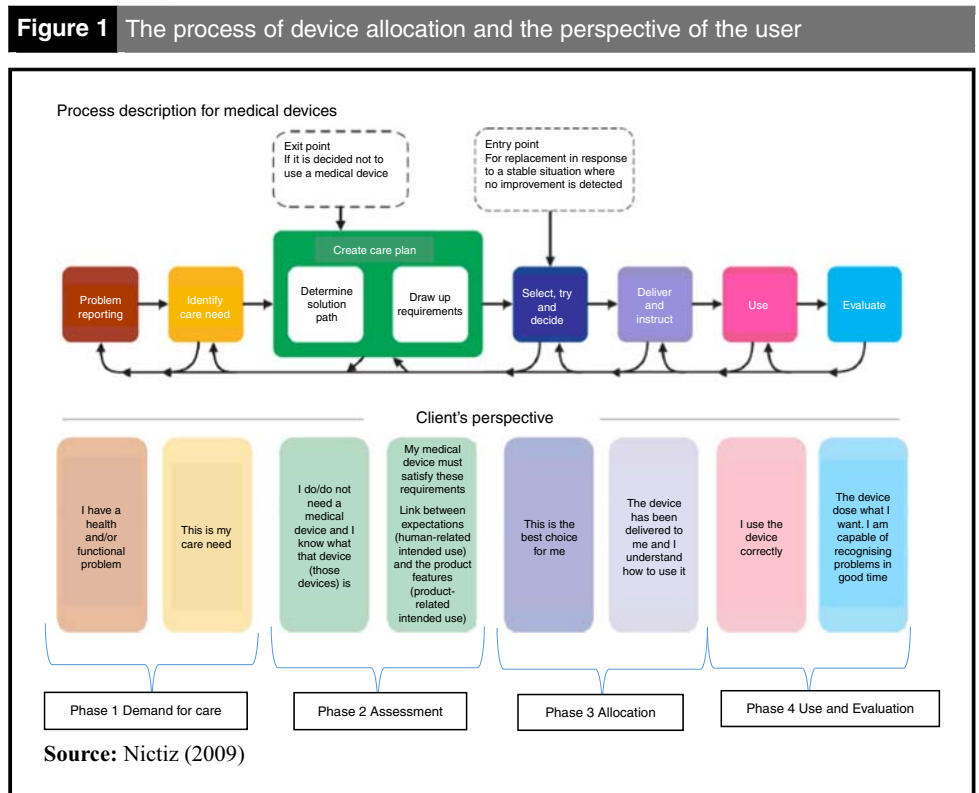 Figure 1 The process of device allocation and the perspective of the user
Process description for medical devices
Exit point
If it is decided not to
use a medical device
Entry point
For replacement in response
to a stable situation where
no improvement is detected
Problem
reporting
Identify
care need
Create care plan
Determine
solution
path
Draw up
requirements
Select, try
and
decide
Deliver
and
instruct
Use
Evaluate
Client's perspective
I have a
health
and/or
functional
problem
This is my
care need
I do/do not
need a
medical
device and I
know what
that device
(those
devices) is
My medical
device must
satisfy these
requirements
Link between
expectations
(human-related
intended use)
and the product
features
(product-
related
intended use)
This is the
best choice
for me
The device
has been
delivered to
me and I
understand
how to use it
I use the
device
correctly
The device
dose what I
want. I am
capable of
recognising
problems in
good time
Phase 1 Demand for care
Phase 2 Assessment
Phase 3 Allocation
Phase 4 Use and Evaluation
Source: Nictiz (2009)